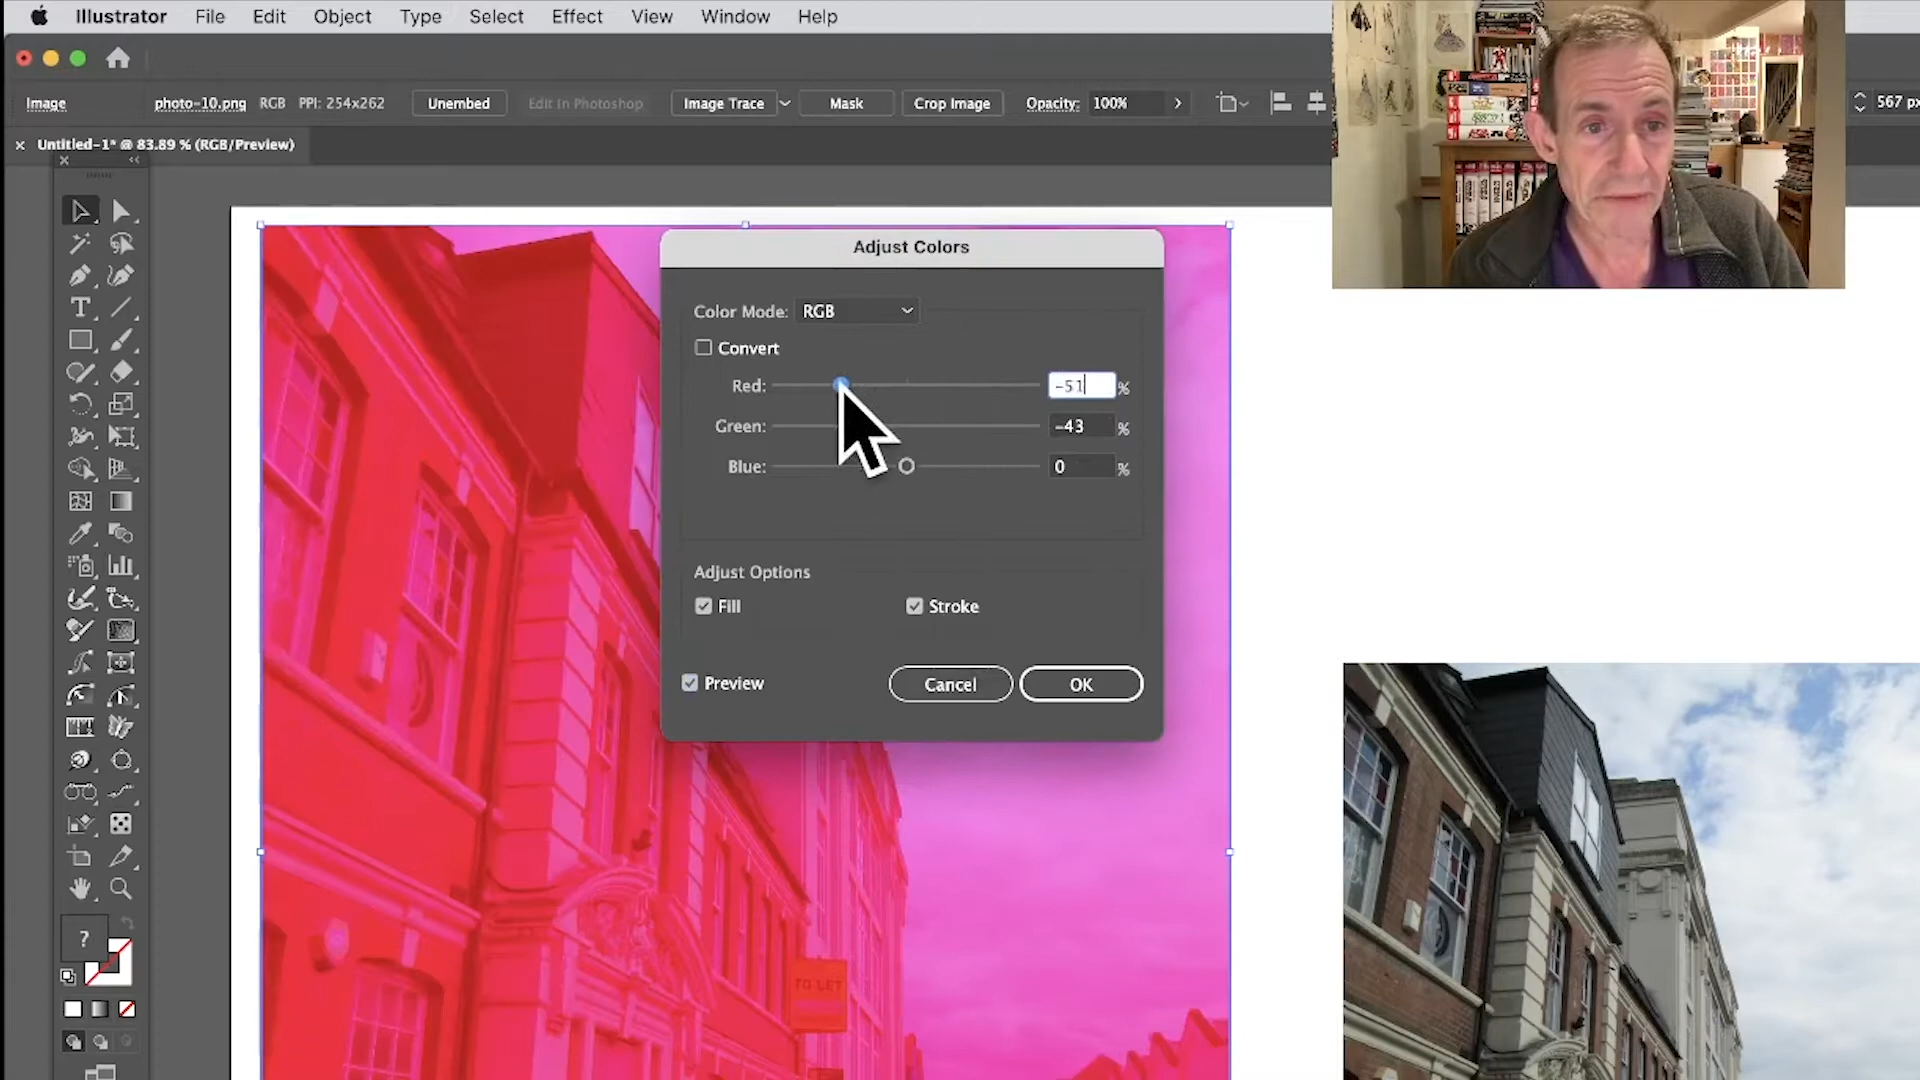 Illustrator File Edit Object Type Select Effect View Window Help
Image photo-10.png RGB PPI: 254x262 Unembed Edit in Photoshop Image Trace Mask Crop Image Opacity: 100% 567 px
× Untitled-1* @ 83.89 % (RGB/Preview)
Adjust Colors
Color Mode: RGB
Convert
Red: -51 %
Green: -43 %
Blue: 0 %
Adjust Options
Fill Stroke
Preview Cancel OK
?
TO LET